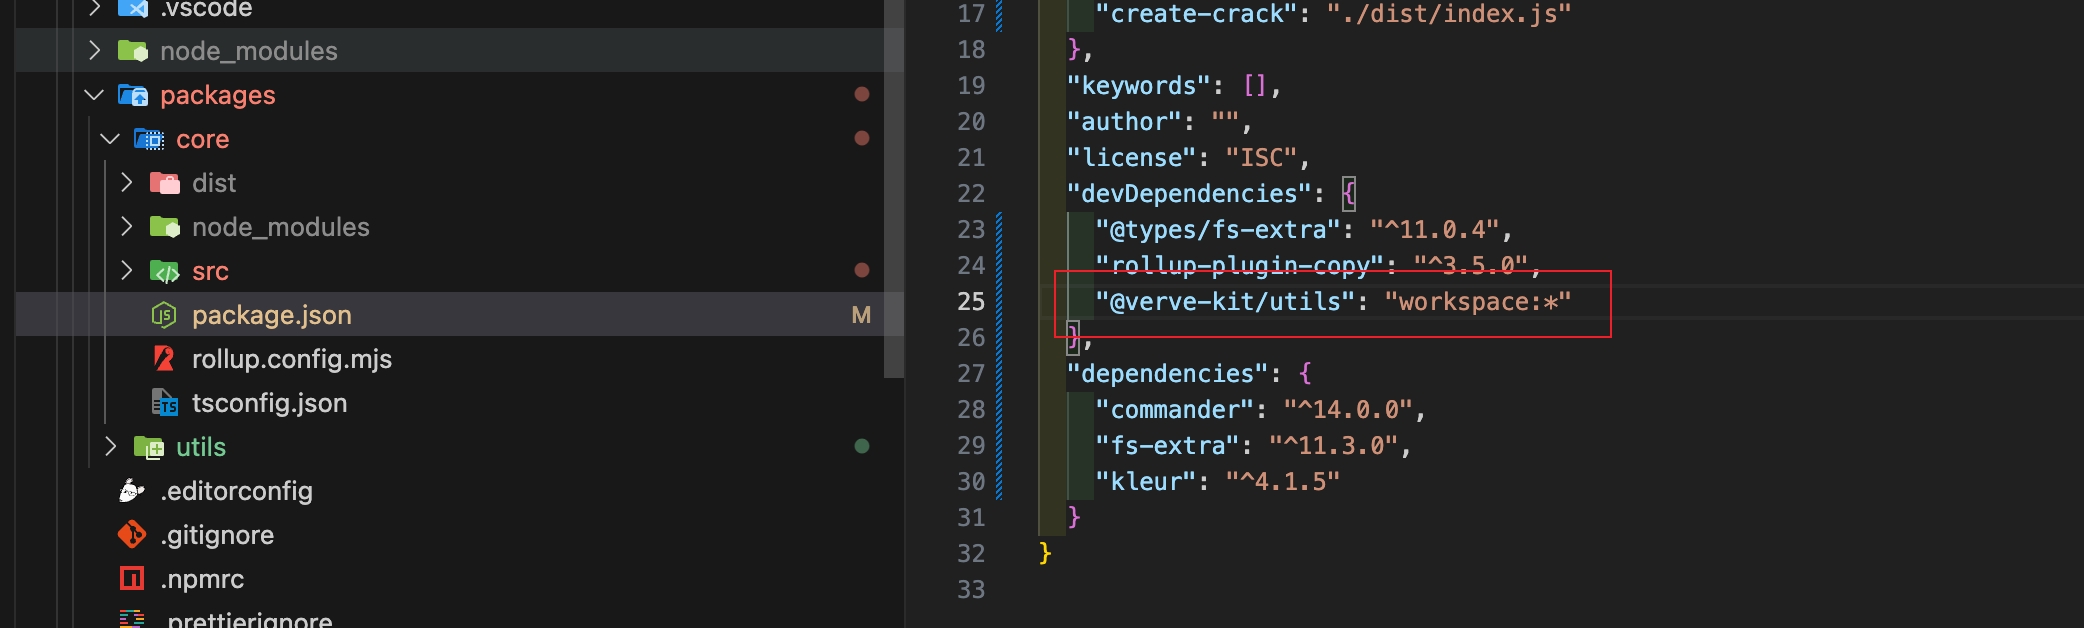 .vscode
node_modules
packages
core
dist
node_modules
src
package.json M
rollup.config.mjs
tsconfig.json
utils
.editorconfig
.gitignore
.npmrc
.prettierignore
17 "create-crack": "./dist/index.js"
18 },
19 "keywords": [],
20 "author": "",
21 "license": "ISC",
22 "devDependencies": {
23 "@types/fs-extra": "^11.0.4",
24 "rollup-plugin-copy": "^3.5.0",
25 "@verve-kit/utils": "workspace:*"
26 },
27 "dependencies": {
28 "commander": "^14.0.0",
29 "fs-extra": "^11.3.0",
30 "kleur": "^4.1.5"
31 }
32 }
33